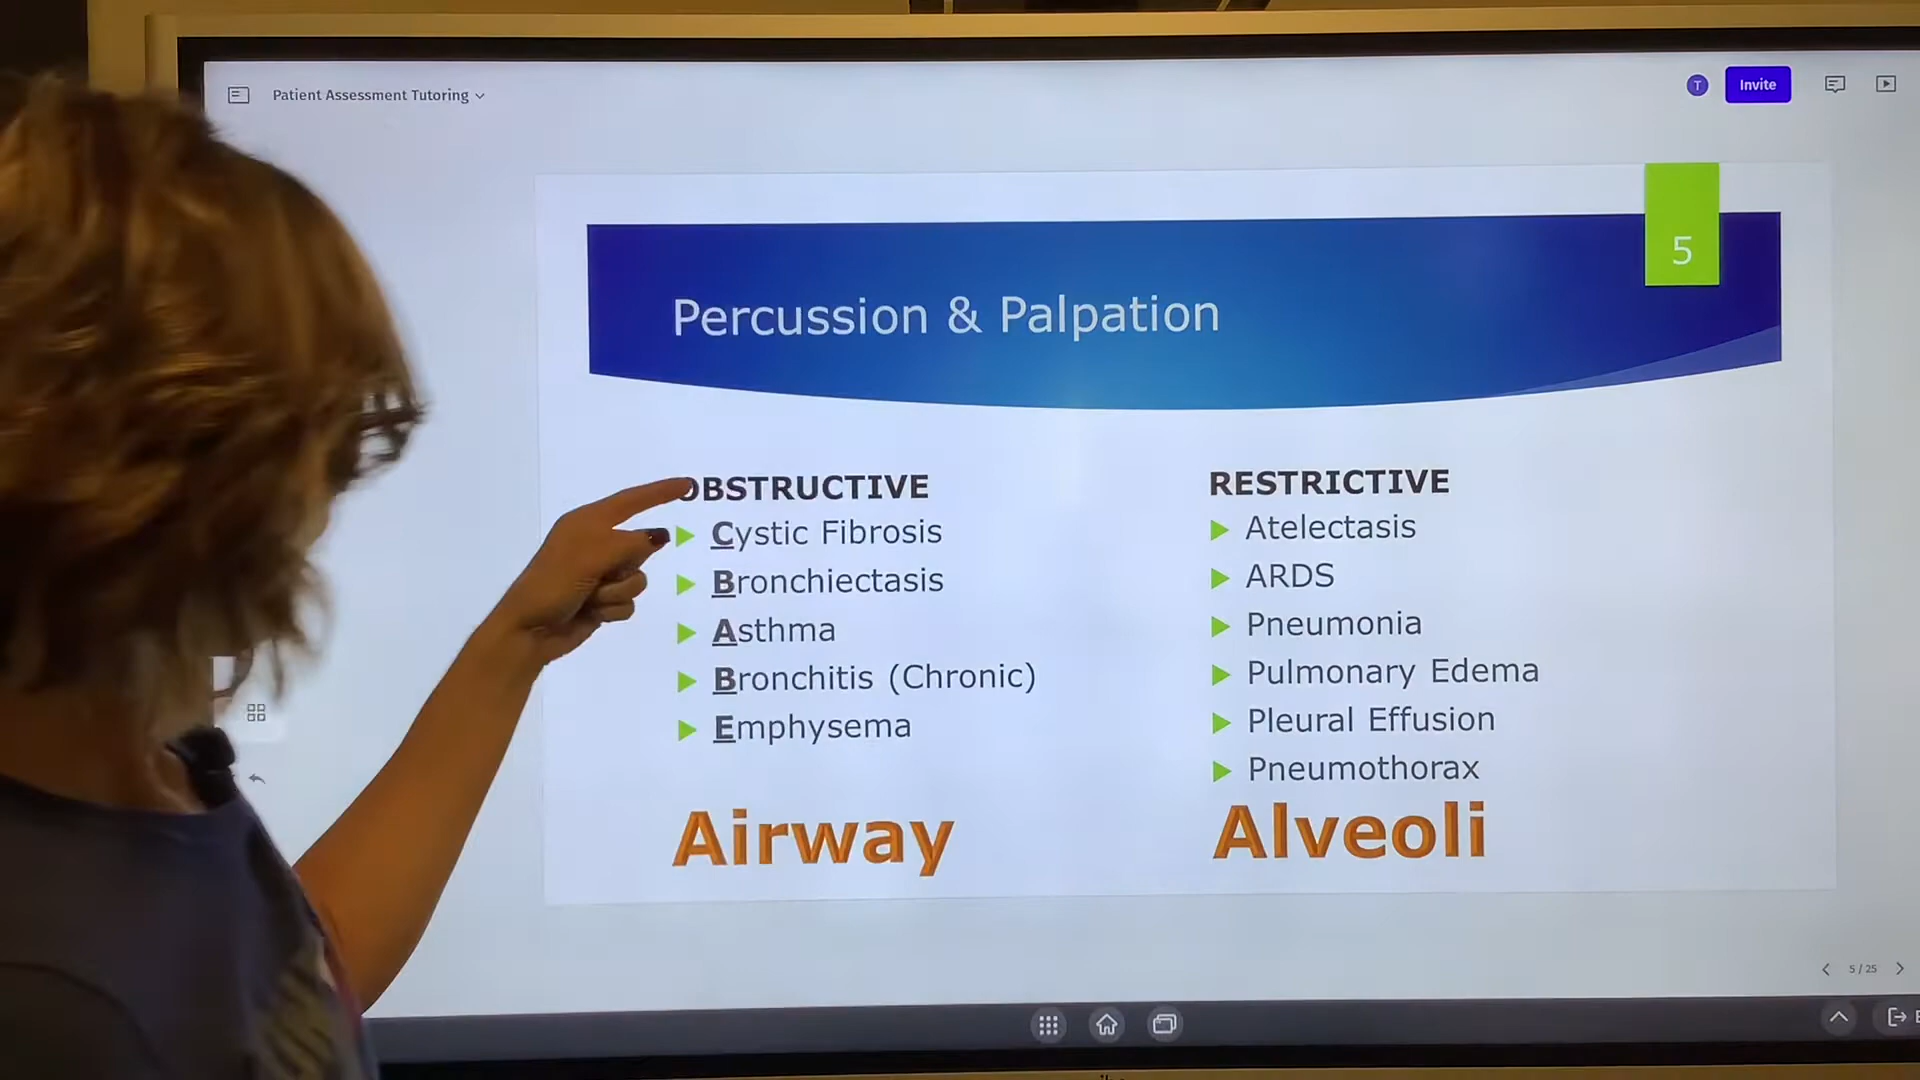 Patient Assessment Tutoring
T
Invite
5
Percussion & Palpation
OBSTRUCTIVE
Cystic Fibrosis
Bronchiectasis
Asthma
Bronchitis (Chronic)
Emphysema
Airway
RESTRICTIVE
Atelectasis
ARDS
Pneumonia
Pulmonary Edema
Pleural Effusion
Pneumothorax
Alveoli
5 / 25